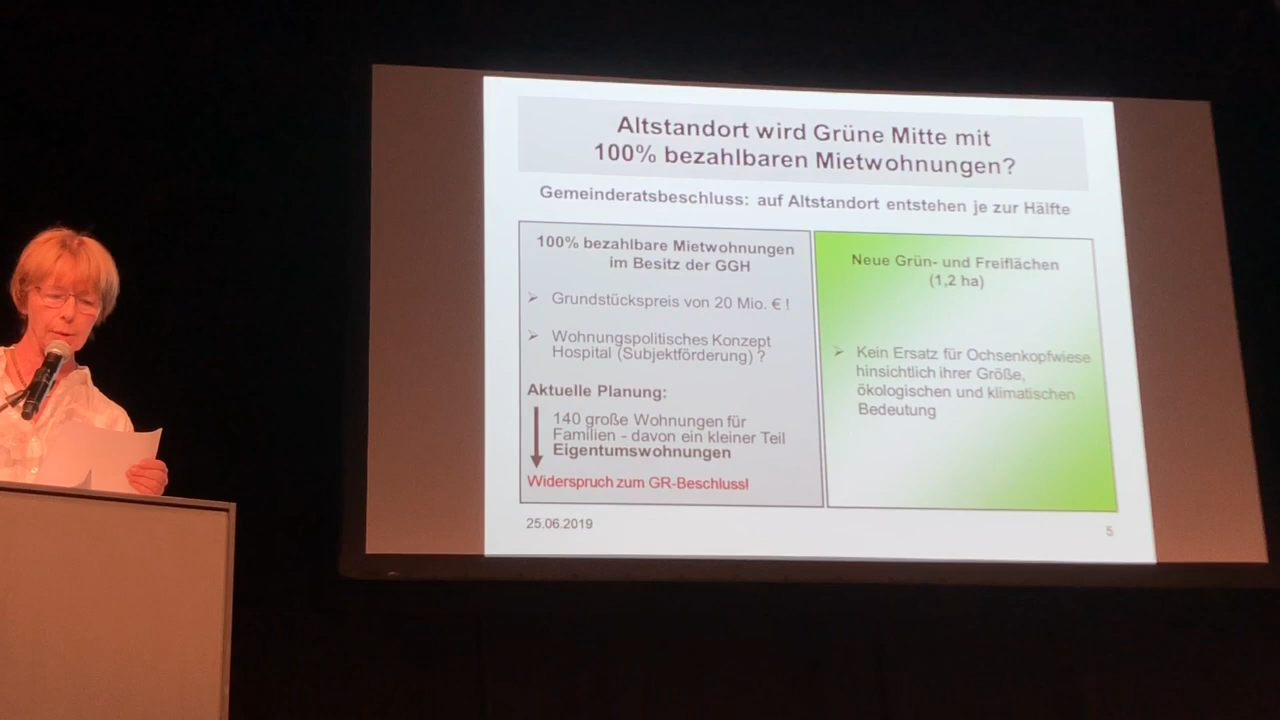 Altstandort wird Grüne Mitte mit
100% bezahlbaren Mietwohnungen?
Gemeinderatsbeschluss: auf Altstandort entstehen je zur Hälfte
100% bezahlbare Mietwohnungen
im Besitz der GGH
➢ Grundstückspreis von 20 Mio. € !
➢ Wohnungspolitisches Konzept
Hospital (Subjektförderung) ?
Aktuelle Planung:
140 große Wohnungen für
Familien - davon ein kleiner Teil
Eigentumswohnungen
Widerspruch zum GR-Beschluss!
Neue Grün- und Freiflächen
(1,2 ha)
➢ Kein Ersatz für Ochsenkopfwiese
hinsichtlich ihrer Größe,
ökologischen und klimatischen
Bedeutung
25.06.2019
5